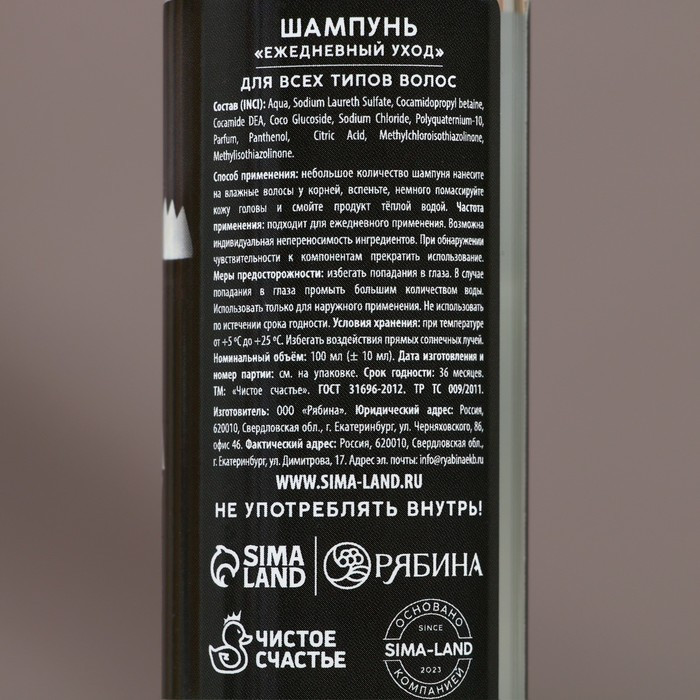 ШАМПУНЬ
«ЕЖЕДНЕВНЫЙ УХОД»
ДЛЯ ВСЕХ ТИПОВ ВОЛОС
Состав (INCI): Aqua, Sodium Laureth Sulfate, Cocamidopropyl betaine,
Cocamide DEA, Coco Glucoside, Sodium Chloride, Polyquaternium-10,
Parfum, Panthenol, Citric Acid, Methylchloroisothiazolinone,
Methylisothiazolinone.
Способ применения: небольшое количество шампуня нанесите
на влажные волосы у корней, вспеньте, немного помассируйте
кожу головы и смойте продукт тёплой водой. Частота
применения: подходит для ежедневного применения. Возможна
индивидуальная непереносимость ингредиентов. При обнаружении
чувствительности к компонентам прекратить использование.
Меры предосторожности: избегать попадания в глаза. В случае
попадания в глаза промыть большим количеством воды.
Использовать только для наружного применения. Не использовать
по истечении срока годности. Условия хранения: при температуре
от +5 ºС до +25 ºС. Избегать воздействия прямых солнечных лучей.
Номинальный объём: 100 мл (± 10 мл). Дата изготовления и
номер партии: см. на упаковке. Срок годности: 36 месяцев.
ТМ: «Чистое счастье». ГОСТ 31696-2012. ТР ТС 009/2011.
Изготовитель: ООО «Рябина». Юридический адрес: Россия,
620010, Свердловская обл., г. Екатеринбург, ул. Черняховского, 86,
офис 46. Фактический адрес: Россия, 620010, Свердловская обл.,
г. Екатеринбург, ул. Димитрова, 17. Адрес эл. почты: info@ryabinaekb.ru
WWW.SIMA-LAND.RU
НЕ УПОТРЕБЛЯТЬ ВНУТРЬ!
SIMA LAND
РЯБИНА
ЧИСТОЕ
СЧАСТЬЕ
ОСНОВАНО
SINCE
SIMA-LAND
2023
КОМПАНИЕЙ